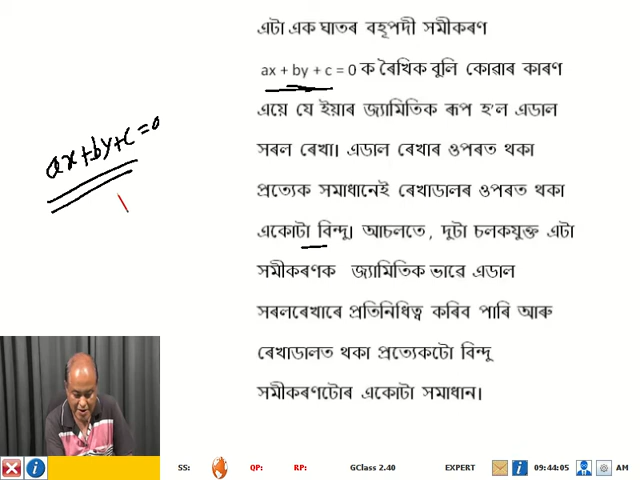 এটা এক ঘাতৰ বহূপদী সমীকৰণ
ax + by + c = 0 ক ৰৈখিক বুলি কোৱাৰ কাৰণ
এয়ে যে ইয়াৰ জ্যামিতিক ৰূপ হ'ল এডাল
সৰল ৰেখা। এডাল ৰেখাৰ ওপৰত থকা
প্ৰত্যেক সমাধানেই ৰেখাডালৰ ওপৰত থকা
একোটা বিন্দু। আচলতে, দুটা চলকযুক্ত এটা
সমীকৰণক জ্যামিতিক ভাৱে এডাল
সৰলৰেখাৰে প্ৰতিনিধিত্ব কৰিব পাৰি আৰু
ৰেখাডালত থকা প্ৰত্যেকটো বিন্দু
সমীকৰণটোৰ একোটা সমাধান।
ax+by+c=0
SS: QP: RP: GClass 2.40 EXPERT 09:44:05 AM